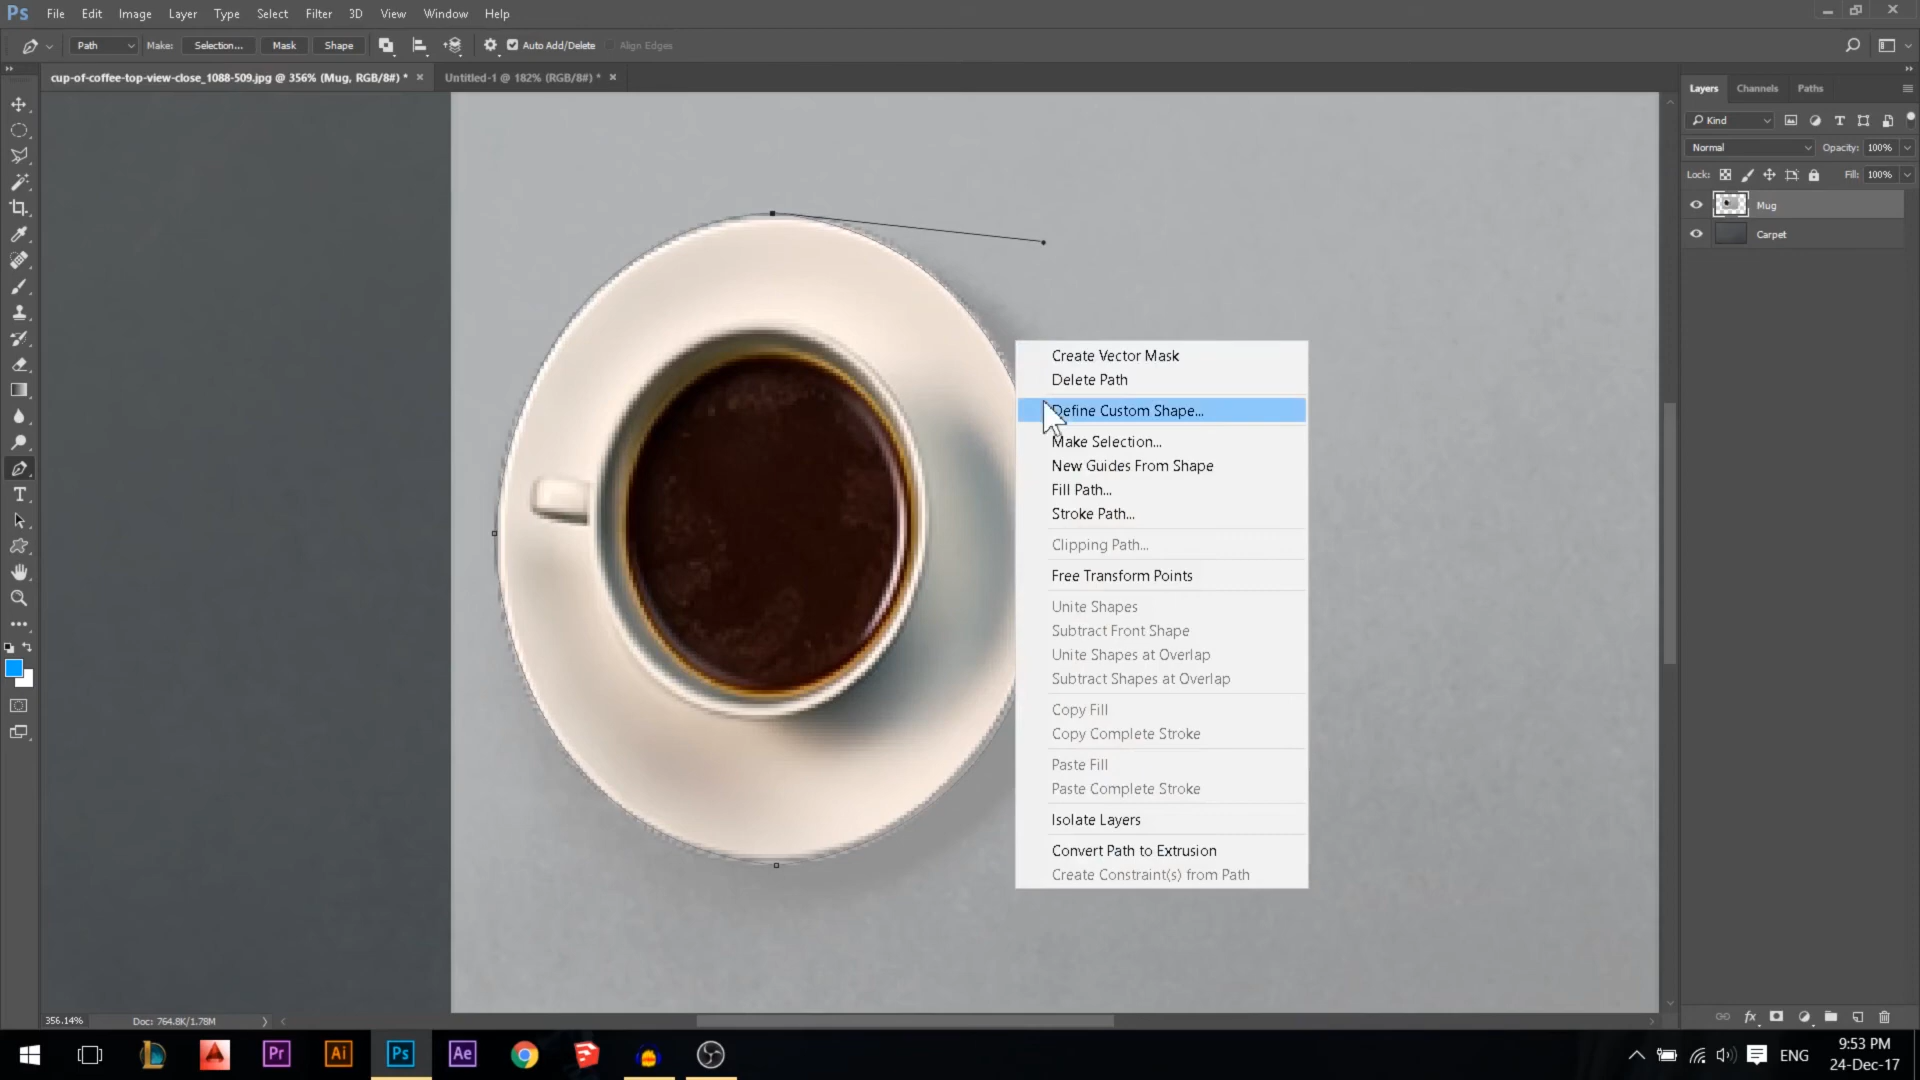 Ps File Edit Image Layer Type Select Filter 3D View Window Help
Path Make: Selection... Mask Shape Auto Add/Delete Align Edges
cup-of-coffee-top-view-close_1088-509.jpg @ 356% (Mug, RGB/8#) * × Untitled-1 @ 182% (RGB/8#) * ×
Layers Channels Paths
Kind
Normal Opacity: 100%
Lock: Fill: 100%
Mug
Carpet
Create Vector Mask
Delete Path
Define Custom Shape...
Make Selection...
New Guides From Shape
Fill Path...
Stroke Path...
Clipping Path...
Free Transform Points
Unite Shapes
Subtract Front Shape
Unite Shapes at Overlap
Subtract Shapes at Overlap
Copy Fill
Copy Complete Stroke
Paste Fill
Paste Complete Stroke
Isolate Layers
Convert Path to Extrusion
Create Constraint(s) from Path
356.14% Doc: 764.8K/1.78M
fx
Pr Ai Ps Ae
ENG
9:53 PM
24-Dec-17